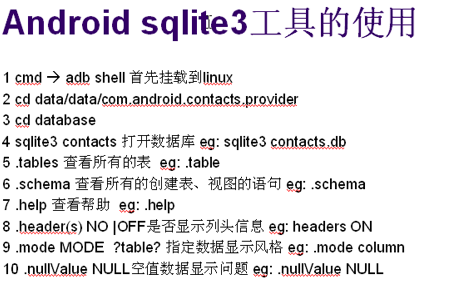 Android sqlite3工具的使用
1 cmd → adb shell 首先挂载到linux
2 cd data/data/com.android.contacts.provider
3 cd database
4 sqlite3 contacts 打开数据库 eg: sqlite3 contacts.db
5 .tables 查看所有的表 eg: .table
6 .schema 查看所有的创建表、视图的语句 eg: .schema
7 .help 查看帮助 eg: .help
8 .header(s) NO |OFF是否显示列头信息 eg: headers ON
9 .mode MODE ?table? 指定数据显示风格 eg: .mode column
10 .nullValue NULL空值数据显示问题 eg: .nullValue NULL